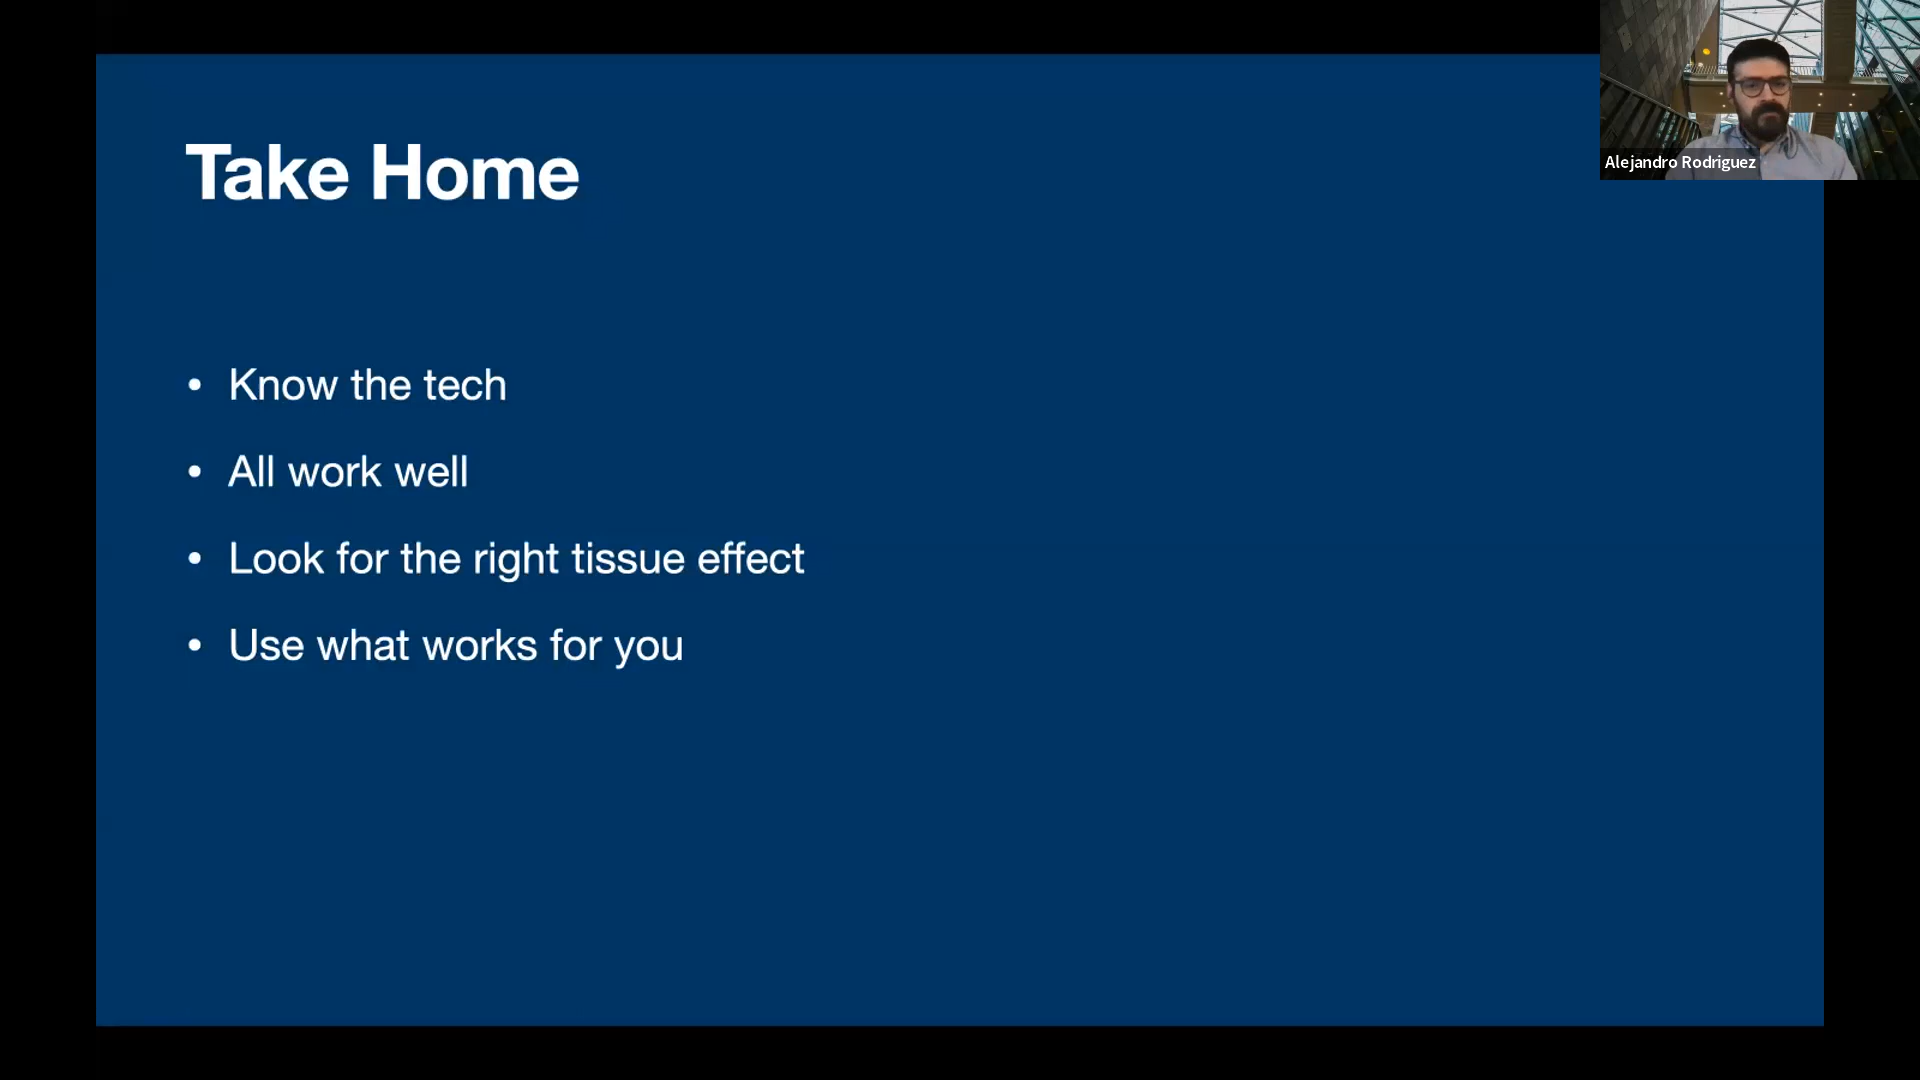 Take Home
• Know the tech
• All work well
• Look for the right tissue effect
• Use what works for you
Alejandro Rodriguez